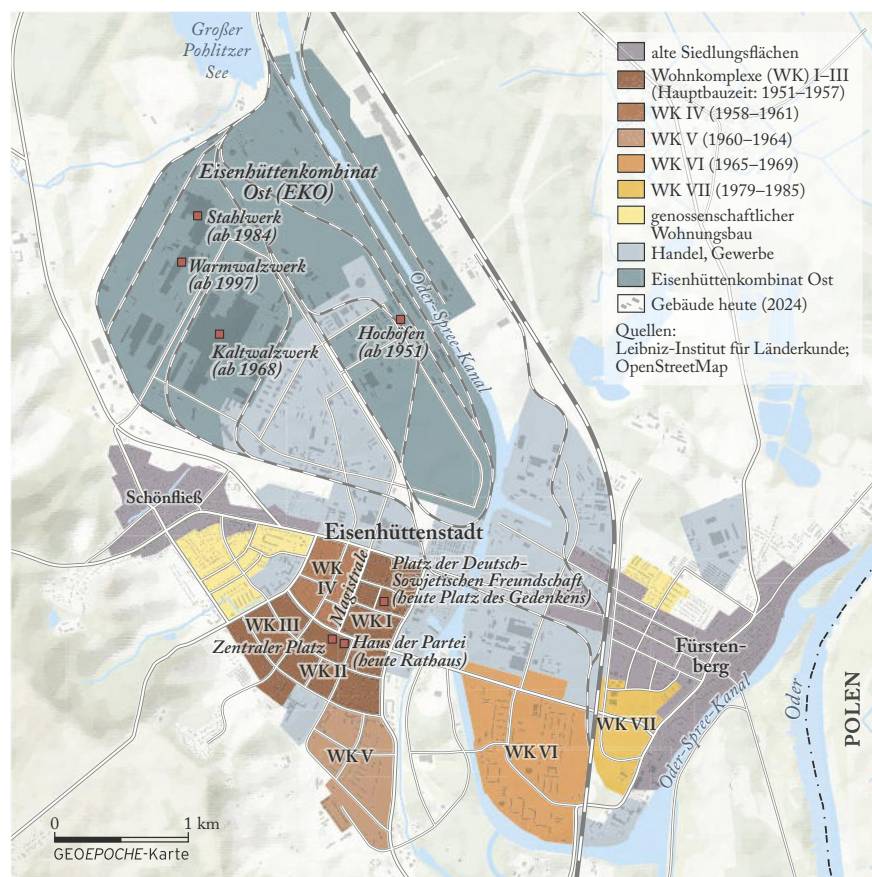 Großer
Pohlitzer
See
alte Siedlungsflächen
Wohnkomplexe (WK) I–III
(Hauptbauzeit: 1951–1957)
WK IV (1958–1961)
WK V (1960–1964)
WK VI (1965–1969)
WK VII (1979–1985)
genossenschaftlicher
Wohnungsbau
Handel, Gewerbe
Eisenhüttenkombinat Ost
Gebäude heute (2024)
Quellen:
Leibniz-Institut für Länderkunde;
OpenStreetMap
Eisenhüttenkombinat
Ost (EKO)
Stahlwerk
(ab 1984)
Warmwalzwerk
(ab 1997)
Kaltwalzwerk
(ab 1968)
Hochöfen
(ab 1951)
Oder-Spree-Kanal
Schönfließ
Eisenhüttenstadt
WK
IV
Magistrale
Platz der Deutsch-
Sowjetischen Freundschaft
(heute Platz des Gedenkens)
WK III
WK I
Zentraler Platz
Haus der Partei
(heute Rathaus)
WK II
Fürsten-
berg
WK V
WK VI
WK VII
Oder-Spree-Kanal
Oder
POLEN
0 1 km
GEOEPOCHE-Karte